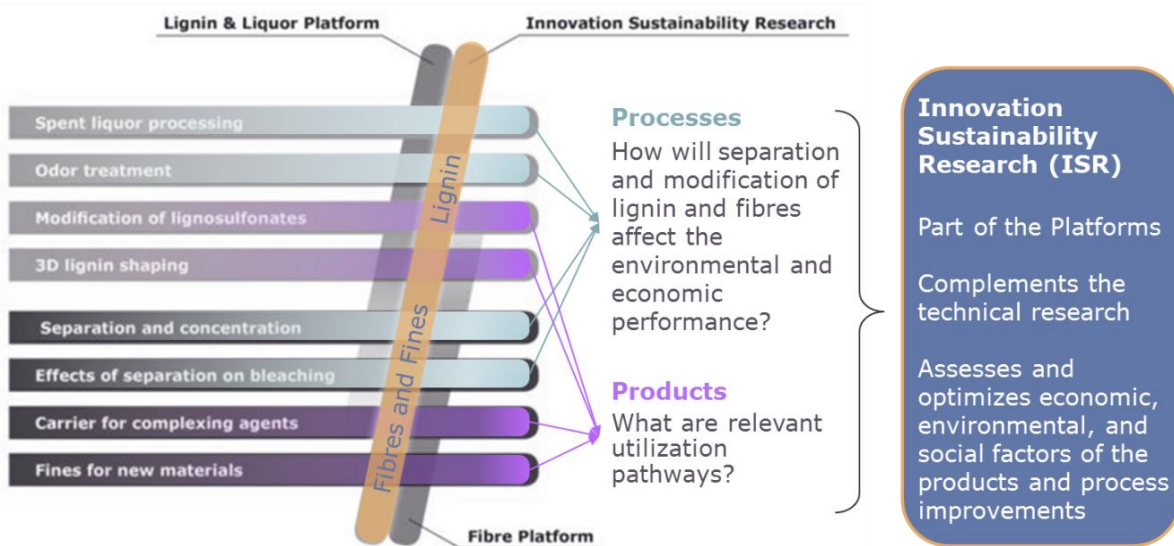 Lignin & Liquor Platform
Innovation Sustainability Research
Spent liquor processing
Odor treatment
Modification of lignosulfonates
3D lignin shaping
Separation and concentration
Effects of separation on bleaching
Carrier for complexing agents
Fines for new materials
Lignin
Fibres and Fines
Fibre Platform
Processes
How will separation
and modification of
lignin and fibres
affect the
environmental and
economic
performance?
Products
What are relevant
utilization
pathways?
Innovation
Sustainability
Research (ISR)
Part of the Platforms
Complements the
technical research
Assesses and
optimizes economic,
environmental, and
social factors of the
products and process
improvements